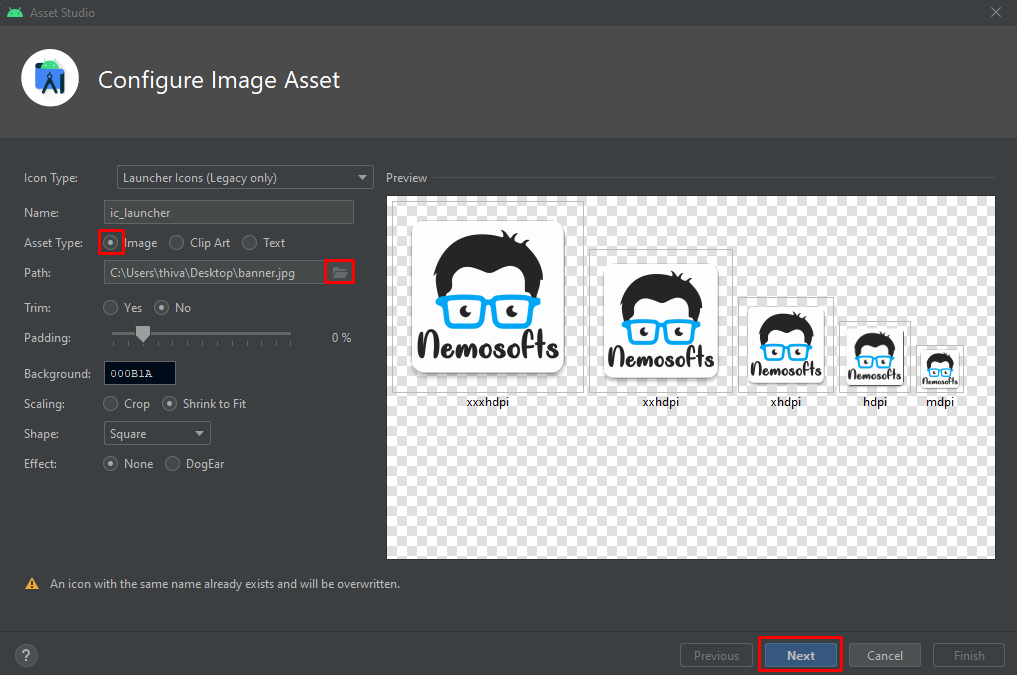 Asset Studio
Configure Image Asset
Icon Type: Launcher Icons (Legacy only)
Name: ic_launcher
Asset Type: Image Clip Art Text
Path: C:\Users\thiva\Desktop\banner.jpg
Trim: Yes No
Padding: 0 %
Background: 000B1A
Scaling: Crop Shrink to Fit
Shape: Square
Effect: None DogEar
Preview
Nemosofts Nemosofts Nemosofts Nemosofts Nemosofts
xxxhdpi xxhdpi xhdpi hdpi mdpi
An icon with the same name already exists and will be overwritten.
? Previous Next Cancel Finish